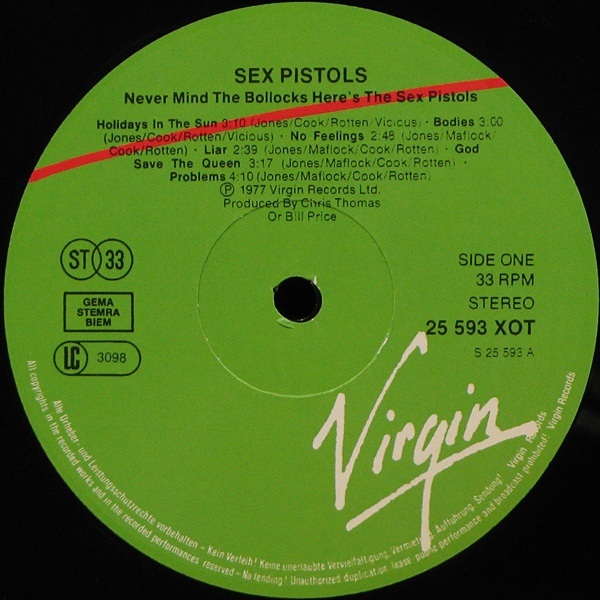 SEX PISTOLS
Never Mind The Bollocks Here's The Sex Pistols
Holidays In The Sun 3:10 (Jones/Cook/Rotten/Vicious) · Bodies 3.00
(Jones/Cook/Rotten/Vicious) · No Feelings 2:48 (Jones/Matlock/
Cook/Rotten) · Liar 2:39 (Jones/Matlock/Cook/Rotten) · God
Save The Queen 3:17 (Jones/Matlock/Cook/Rotten) ·
Problems 4:10 (Jones/Matlock/Cook/Rotten)
Ⓟ 1977 Virgin Records Ltd.
Produced By Chris Thomas
Or Bill Price
ST 33
GEMA
STEMRA
BIEM
LC 3098
SIDE ONE
33 RPM
STEREO
25 593 XOT
S 25 593 A
Virgin
Alle Urheber- und Leistungsschutzrechte vorbehalten – Kein Verleih! Keine unerlaubte Vervielfältigung, Vermietung, Aufführung, Sendung! Virgin Records
All copyrights in the recorded works and in the recorded performances reserved – No lending! Unauthorized duplication, lease, public performance and broadcast prohibited! Virgin Records